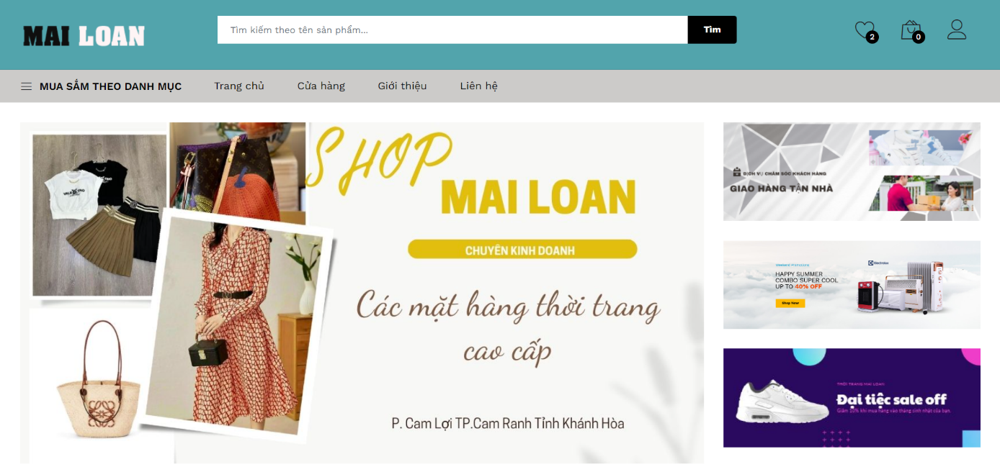 MAI LOAN
Tìm kiếm theo tên sản phẩm...
Tìm
2
0
MUA SẮM THEO DANH MỤC
Trang chủ
Cửa hàng
Giới thiệu
Liên hệ
SHOP
MAI LOAN
CHUYÊN KINH DOANH
Các mặt hàng thời trang
cao cấp
P. Cam Lợi TP.Cam Ranh Tỉnh Khánh Hòa
DỊCH VỤ CHĂM SÓC KHÁCH HÀNG
GIAO HÀNG TẬN NHÀ
Weekend Promotions
HAPPY SUMMER
COMBO SUPER COOL
UP TO 40% OFF
Shop Now
Electrolux
THỜI TRANG MAI LOAN
Đại tiệc sale off
Giảm 10% khi mua hàng vào tháng sinh nhật của bạn.